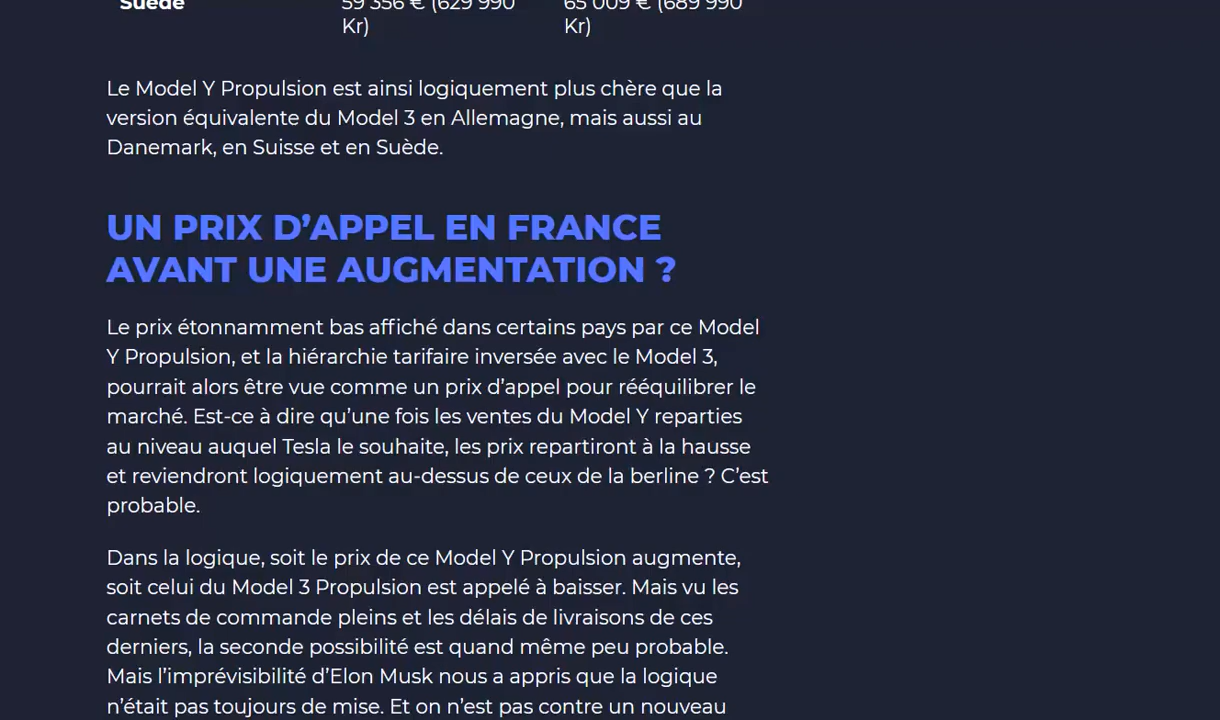 Suède 59 356 € (629 990 65 009 € (689 990
Kr) Kr)
Le Model Y Propulsion est ainsi logiquement plus chère que la
version équivalente du Model 3 en Allemagne, mais aussi au
Danemark, en Suisse et en Suède.
UN PRIX D’APPEL EN FRANCE
AVANT UNE AUGMENTATION ?
Le prix étonnamment bas affiché dans certains pays par ce Model
Y Propulsion, et la hiérarchie tarifaire inversée avec le Model 3,
pourrait alors être vue comme un prix d’appel pour rééquilibrer le
marché. Est-ce à dire qu’une fois les ventes du Model Y reparties
au niveau auquel Tesla le souhaite, les prix repartiront à la hausse
et reviendront logiquement au-dessus de ceux de la berline ? C’est
probable.
Dans la logique, soit le prix de ce Model Y Propulsion augmente,
soit celui du Model 3 Propulsion est appelé à baisser. Mais vu les
carnets de commande pleins et les délais de livraisons de ces
derniers, la seconde possibilité est quand même peu probable.
Mais l’imprévisibilité d’Elon Musk nous a appris que la logique
n’était pas toujours de mise. Et on n’est pas contre un nouveau